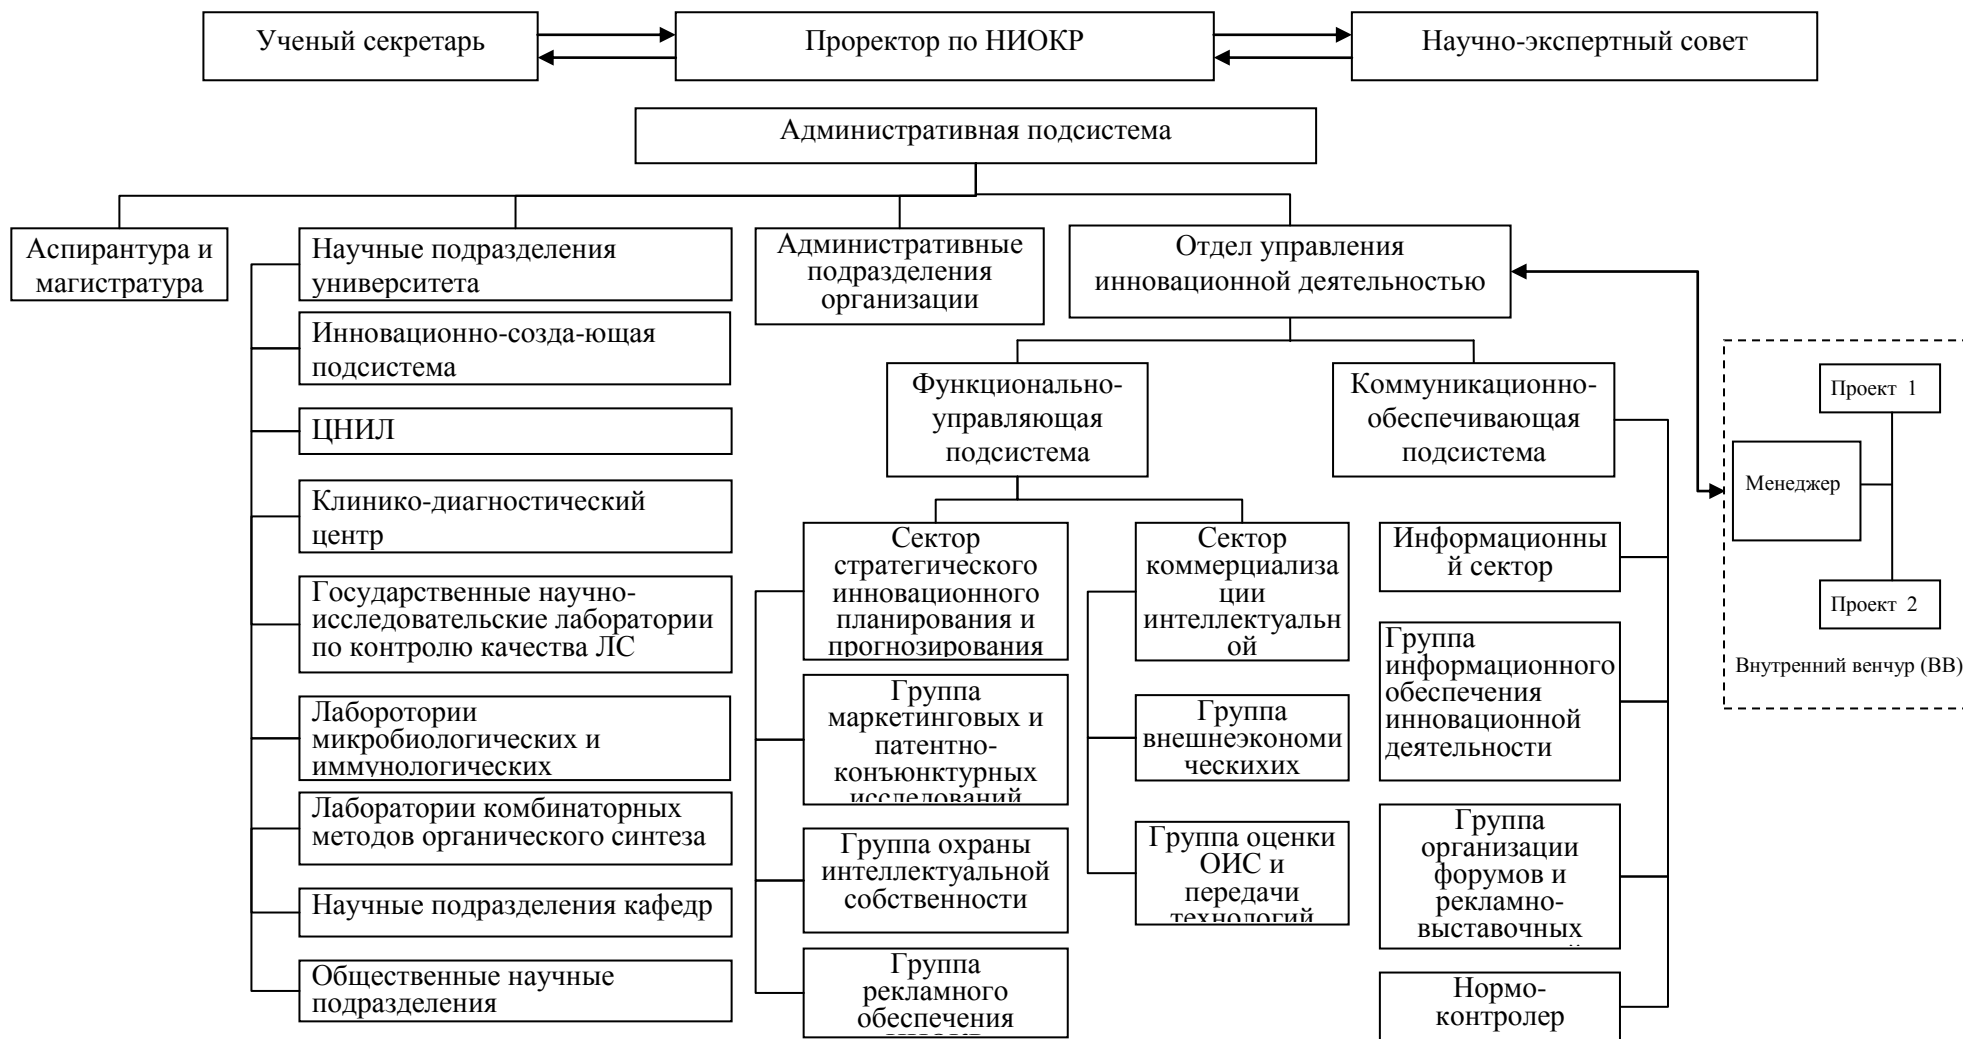 Ученый секретарь
Проректор по НИОКР
Научно-экспертный совет
Административная подсистема
Аспирантура и
магистратура
Научные подразделения
университета
Административные
подразделения
организации
Отдел управления
инновационной деятельностью
Инновационно-созда-ющая
подсистема
ЦНИЛ
Клинико-диагностический
центр
Государственные научно-
исследовательские лаборатории
по контролю качества ЛС
Лаборотории
микробиологических и
иммунологических
Лаборатории комбинаторных
методов органического синтеза
Научные подразделения кафедр
Общественные научные
подразделения
Функционально-
управляющая
подсистема
Коммуникационно-
обеспечивающая
подсистема
Сектор
стратегического
инновационного
планирования и
прогнозирования
Группа
маркетинговых и
патентно-
конъюнктурных
исследований
Группа охраны
интеллектуальной
собственности
Группа
рекламного
обеспечения
Сектор
коммерциализа
ции
интеллектуальн
ой
Группа
внешнеэкономи
ческихих
Группа оценки
ОИС и
передачи
технологий
Информационны
й сектор
Группа
информационного
обеспечения
инновационной
деятельности
Группа
организации
форумов и
рекламно-
выставочных
Нормо-
контролер
Проект 1
Менеджер
Проект 2
Внутренний венчур (ВВ)